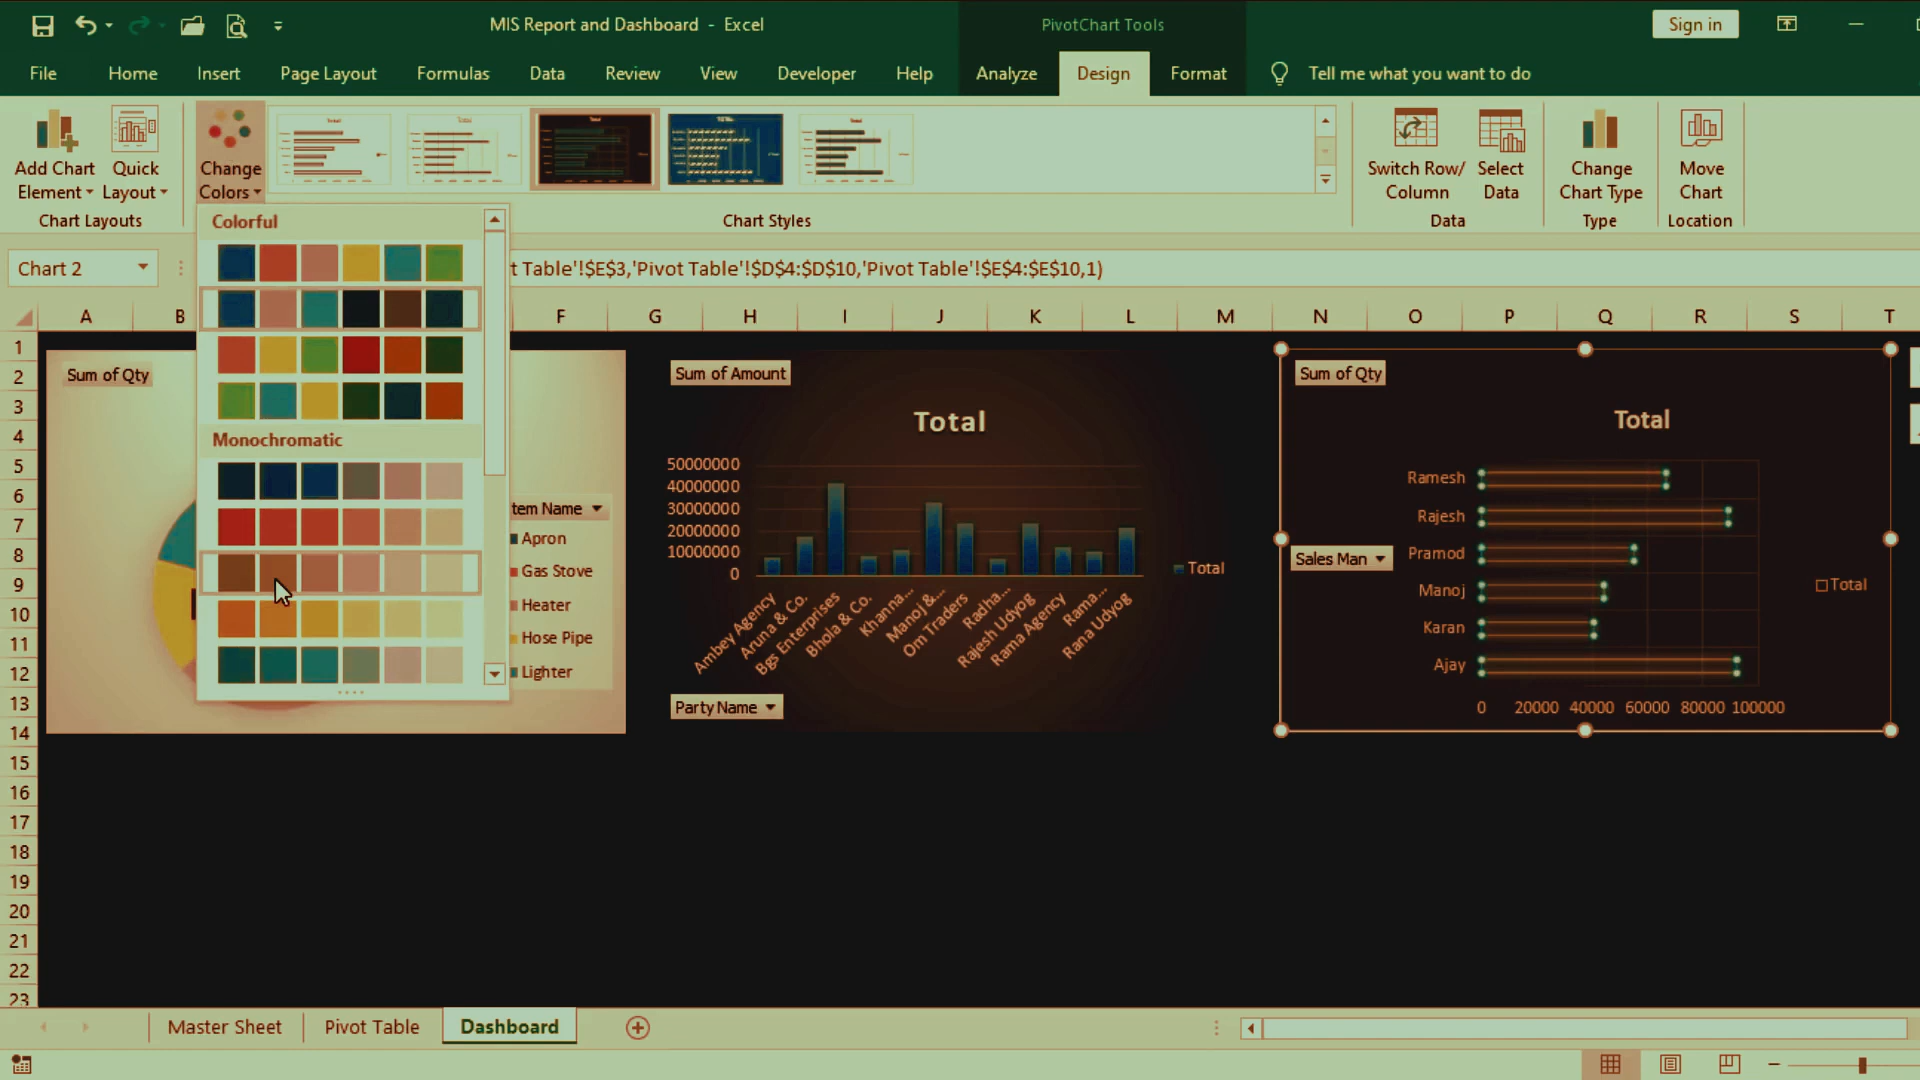 MIS Report and Dashboard - Excel
PivotChart Tools
Sign in
File
Home
Insert
Page Layout
Formulas
Data
Review
View
Developer
Help
Analyze
Design
Format
Tell me what you want to do
Add Chart
Element
Quick
Layout
Change
Colors
Switch Row/
Column
Select
Data
Change
Chart Type
Move
Chart
Chart Layouts
Chart Styles
Data
Type
Location
Colorful
Monochromatic
Chart 2
t Table'!$E$3,'Pivot Table'!$D$4:$D$10,'Pivot Table'!$E$4:$E$10,1)
A B F G H I J K L M N O P Q R S T
1
2
3
4
5
6
7
8
9
10
11
12
13
14
15
16
17
18
19
20
21
22
23
Sum of Qty
tem Name
Apron
Gas Stove
Heater
Hose Pipe
Lighter
Sum of Amount
Total
50000000
40000000
30000000
20000000
10000000
0
Total
Ambey Agency
Aruna & Co.
Bgs Enterprises
Bhola & Co.
Khanna...
Manoj &...
Om Traders
Radha...
Rajesh Udyog
Rama Agency
Rama...
Rana Udyog
Party Name
Sum of Qty
Total
Sales Man
Ramesh
Rajesh
Pramod
Manoj
Karan
Ajay
Total
0 20000 40000 60000 80000 100000
Master Sheet
Pivot Table
Dashboard